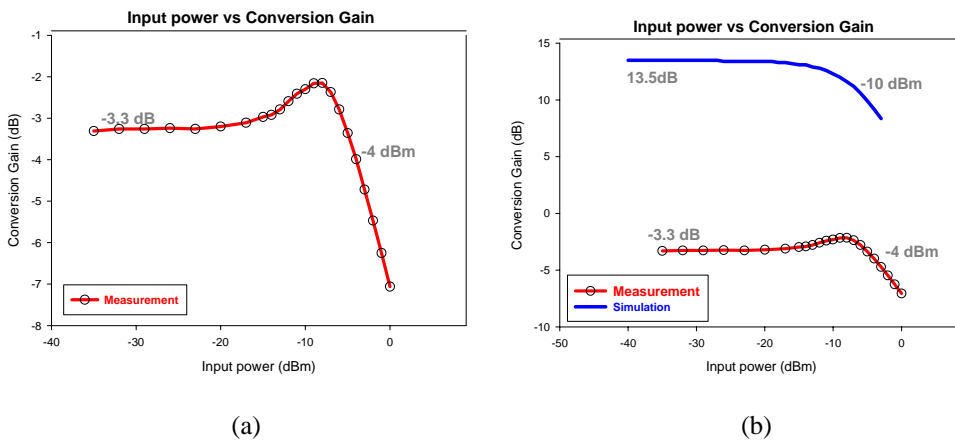 Input power vs Conversion Gain
-1
-2
-3
-4
-5
-6
-7
-8
Conversion Gain (dB)
-3.3 dB
-4 dBm
Measurement
-40
-30
-20
-10
0
Input power (dBm)
(a)
Input power vs Conversion Gain
15
10
5
0
-5
-10
Conversion Gain (dB)
13.5dB
-10 dBm
-3.3 dB
-4 dBm
Measurement
Simulation
-50
-40
-30
-20
-10
0
Input power (dBm)
(b)